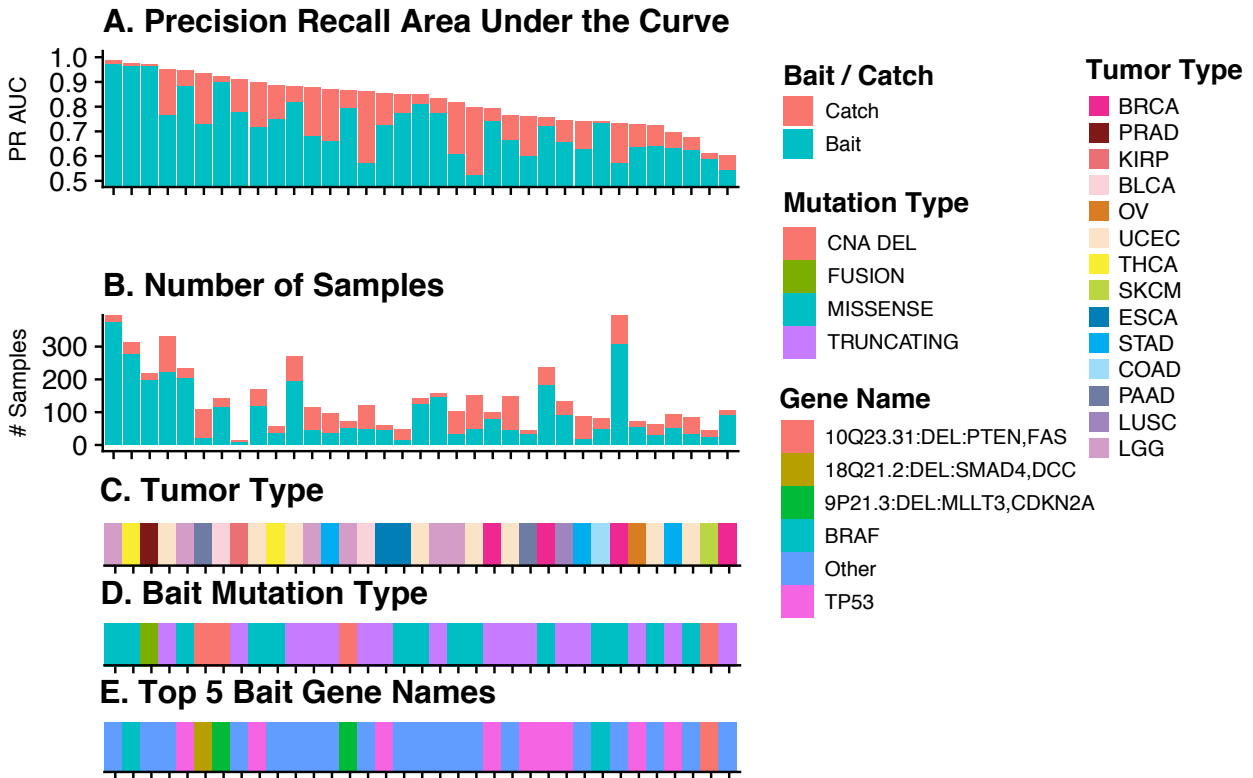 A. Precision Recall Area Under the Curve
PR AUC
1.0
0.9
0.8
0.7
0.6
0.5
B. Number of Samples
# Samples
300
200
100
0
C. Tumor Type
D. Bait Mutation Type
E. Top 5 Bait Gene Names
Bait / Catch
Catch
Bait
Mutation Type
CNA DEL
FUSION
MISSENSE
TRUNCATING
Gene Name
10Q23.31:DEL:PTEN,FAS
18Q21.2:DEL:SMAD4,DCC
9P21.3:DEL:MLLT3,CDKN2A
BRAF
Other
TP53
Tumor Type
BRCA
PRAD
KIRP
BLCA
OV
UCEC
THCA
SKCM
ESCA
STAD
COAD
PAAD
LUSC
LGG